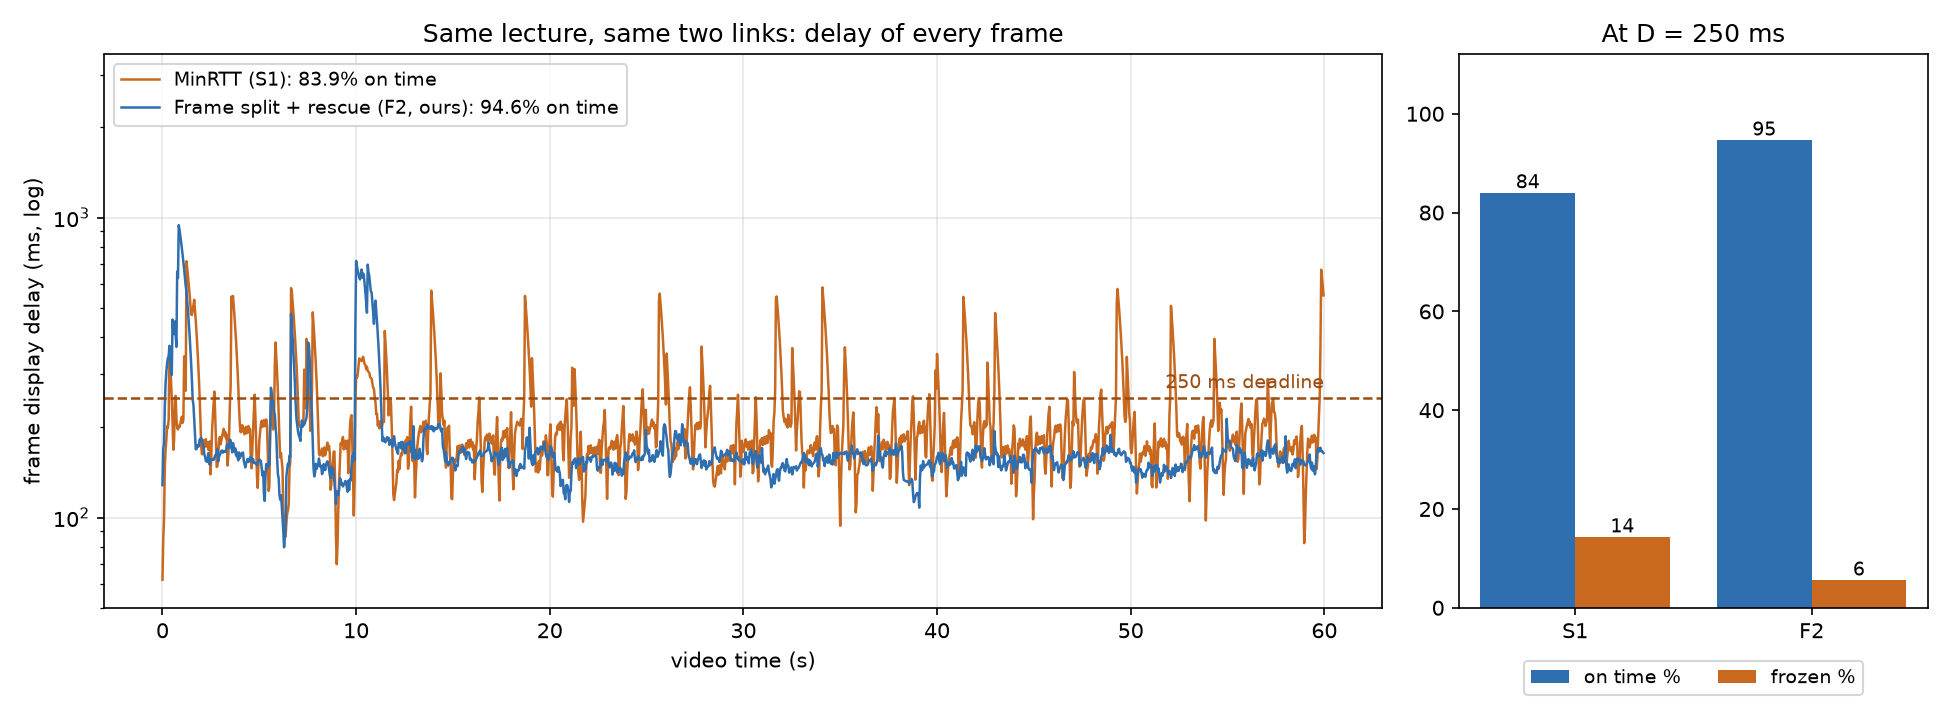 Same lecture, same two links: delay of every frame
MinRTT (S1): 83.9% on time
Frame split + rescue (F2, ours): 94.6% on time
250 ms deadline
frame display delay (ms, log)
10³
10²
0 10 20 30 40 50 60
video time (s)
At D = 250 ms
100
80
60
40
20
0
84
14
95
6
S1 F2
on time % frozen %